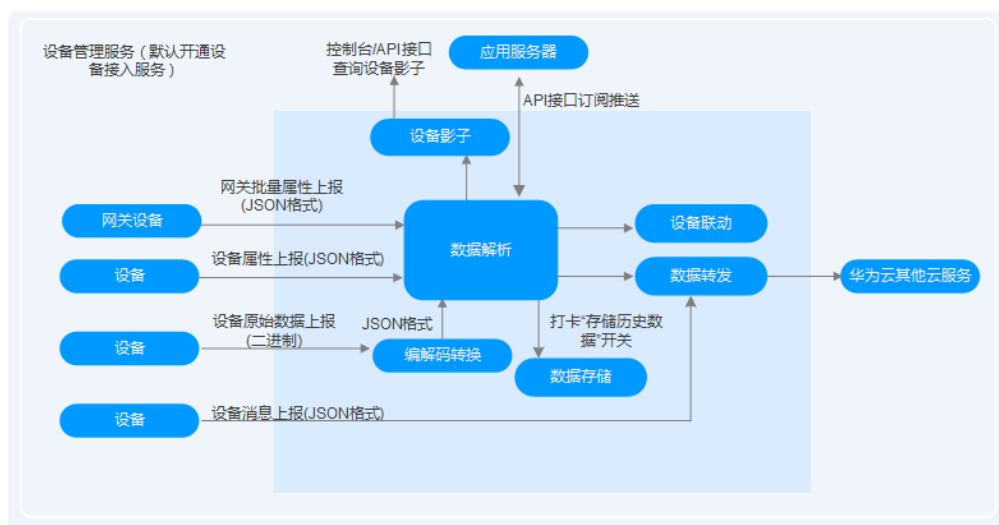 设备管理服务（默认开通设
备接入服务）
控制台/API接口
查询设备影子
应用服务器
API接口订阅推送
设备影子
网关批量属性上报
(JSON格式)
网关设备
设备联动
数据解析
设备属性上报(JSON格式)
设备
数据转发
华为云其他云服务
设备原始数据上报
(二进制)
JSON格式
打卡“存储历史数
据”开关
设备
编解码转换
数据存储
设备消息上报(JSON格式)
设备